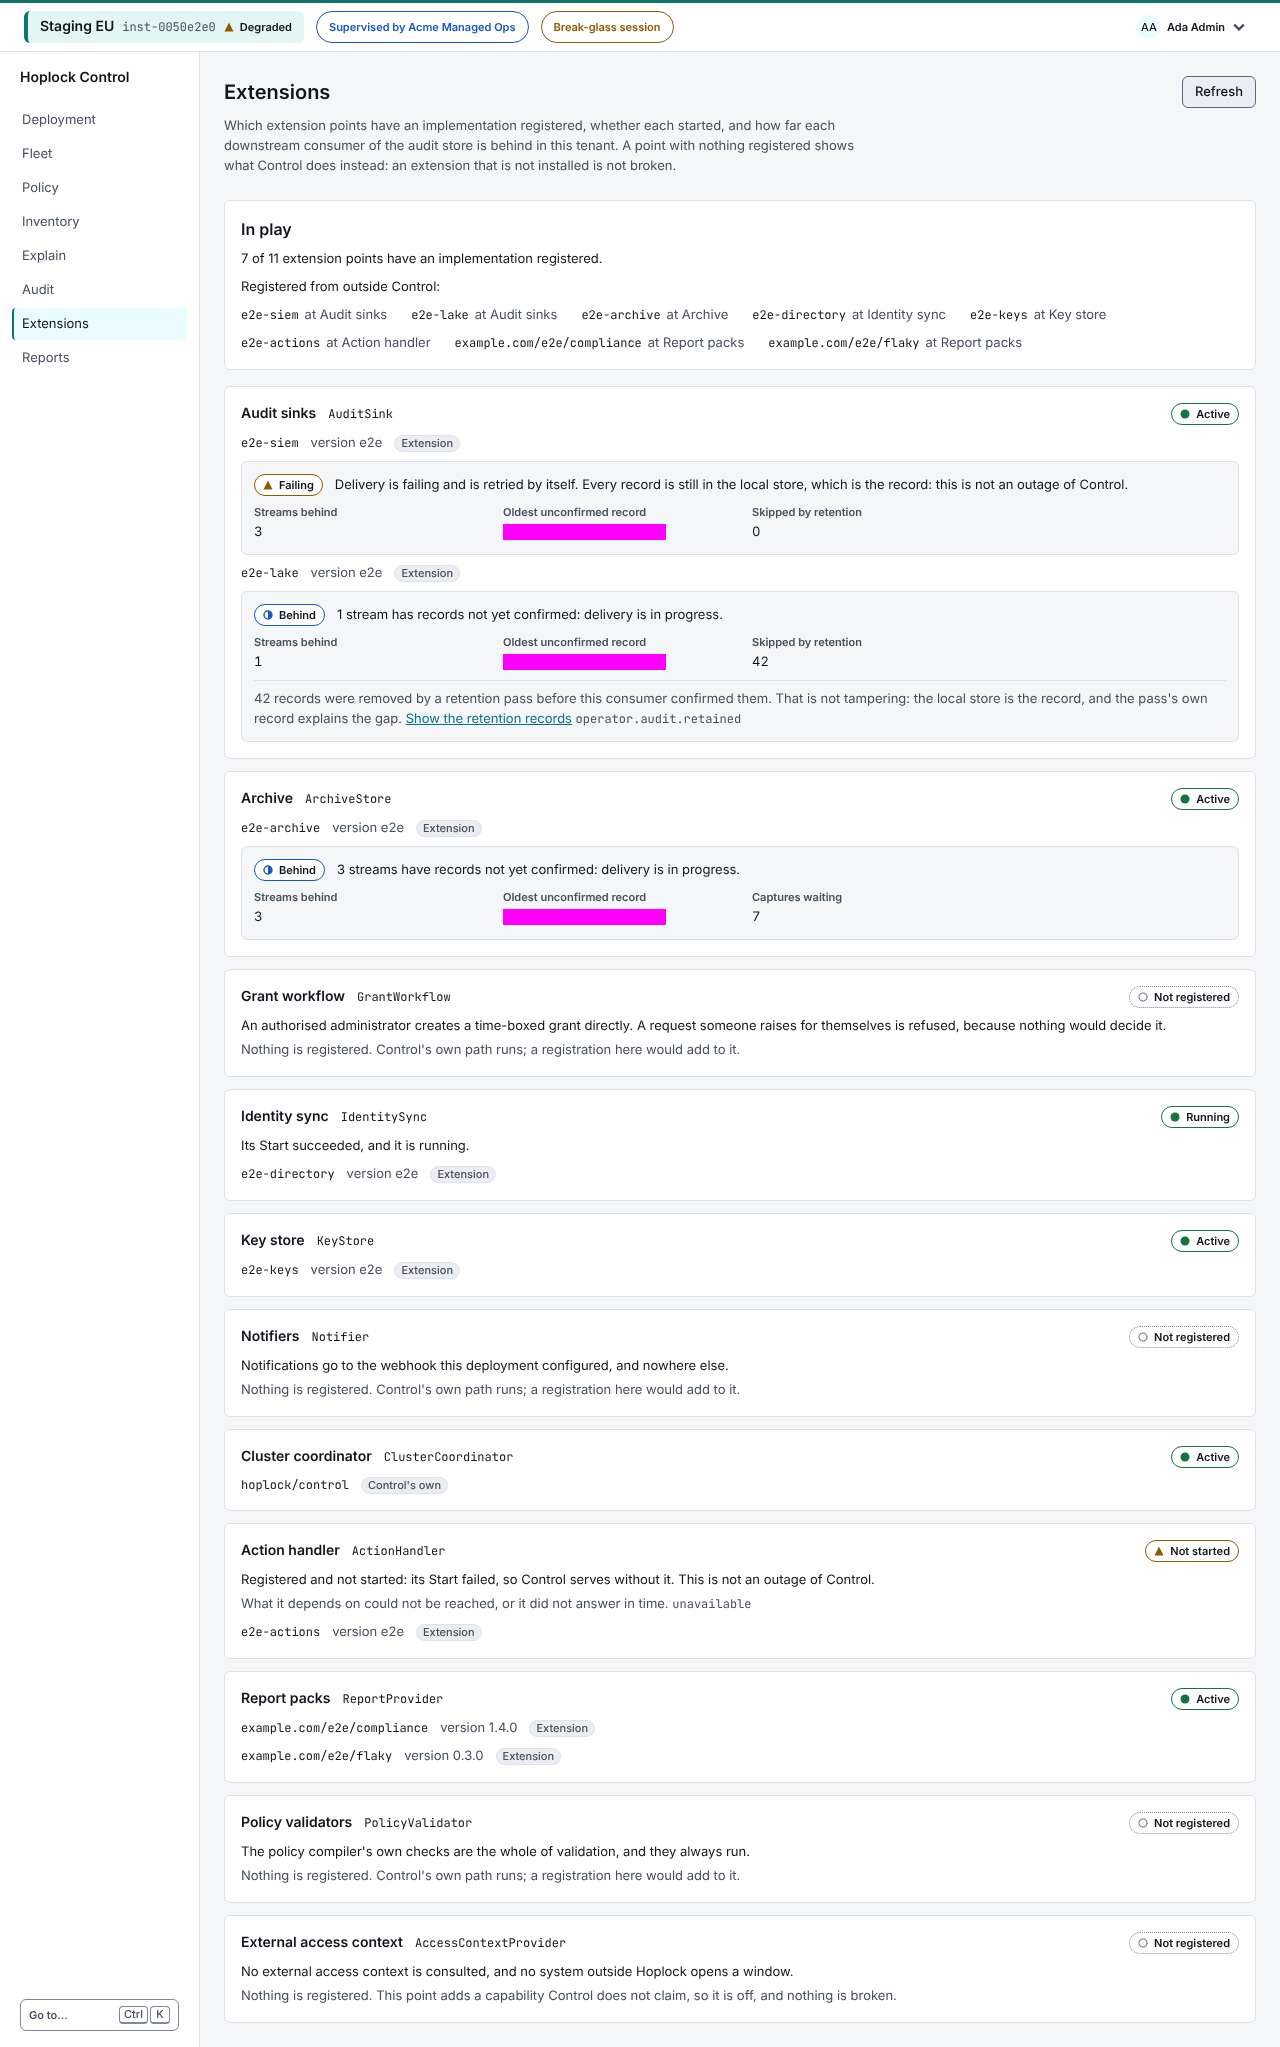 Staging EU inst-0050e2e0 Degraded Supervised by Acme Managed Ops Break-glass session AA Ada Admin
Hoplock Control
Deployment
Fleet
Policy
Inventory
Explain
Audit
Extensions
Reports
Go to... Ctrl K
Extensions Refresh
Which extension points have an implementation registered, whether each started, and how far each
downstream consumer of the audit store is behind in this tenant. A point with nothing registered shows
what Control does instead: an extension that is not installed is not broken.
In play
7 of 11 extension points have an implementation registered.
Registered from outside Control:
e2e-siem at Audit sinks e2e-lake at Audit sinks e2e-archive at Archive e2e-directory at Identity sync e2e-keys at Key store
e2e-actions at Action handler example.com/e2e/compliance at Report packs example.com/e2e/flaky at Report packs
Audit sinks AuditSink Active
e2e-siem version e2e Extension
Failing Delivery is failing and is retried by itself. Every record is still in the local store, which is the record: this is not an outage of Control.
Streams behind Oldest unconfirmed record Skipped by retention
3 0
e2e-lake version e2e Extension
Behind 1 stream has records not yet confirmed: delivery is in progress.
Streams behind Oldest unconfirmed record Skipped by retention
1 42
42 records were removed by a retention pass before this consumer confirmed them. That is not tampering: the local store is the record, and the pass's own
record explains the gap. Show the retention records operator.audit.retained
Archive ArchiveStore Active
e2e-archive version e2e Extension
Behind 3 streams have records not yet confirmed: delivery is in progress.
Streams behind Oldest unconfirmed record Captures waiting
3 7
Grant workflow GrantWorkflow Not registered
An authorised administrator creates a time-boxed grant directly. A request someone raises for themselves is refused, because nothing would decide it.
Nothing is registered. Control's own path runs; a registration here would add to it.
Identity sync IdentitySync Running
Its Start succeeded, and it is running.
e2e-directory version e2e Extension
Key store KeyStore Active
e2e-keys version e2e Extension
Notifiers Notifier Not registered
Notifications go to the webhook this deployment configured, and nowhere else.
Nothing is registered. Control's own path runs; a registration here would add to it.
Cluster coordinator ClusterCoordinator Active
hoplock/control Control's own
Action handler ActionHandler Not started
Registered and not started: its Start failed, so Control serves without it. This is not an outage of Control.
What it depends on could not be reached, or it did not answer in time. unavailable
e2e-actions version e2e Extension
Report packs ReportProvider Active
example.com/e2e/compliance version 1.4.0 Extension
example.com/e2e/flaky version 0.3.0 Extension
Policy validators PolicyValidator Not registered
The policy compiler's own checks are the whole of validation, and they always run.
Nothing is registered. Control's own path runs; a registration here would add to it.
External access context AccessContextProvider Not registered
No external access context is consulted, and no system outside Hoplock opens a window.
Nothing is registered. This point adds a capability Control does not claim, so it is off, and nothing is broken.